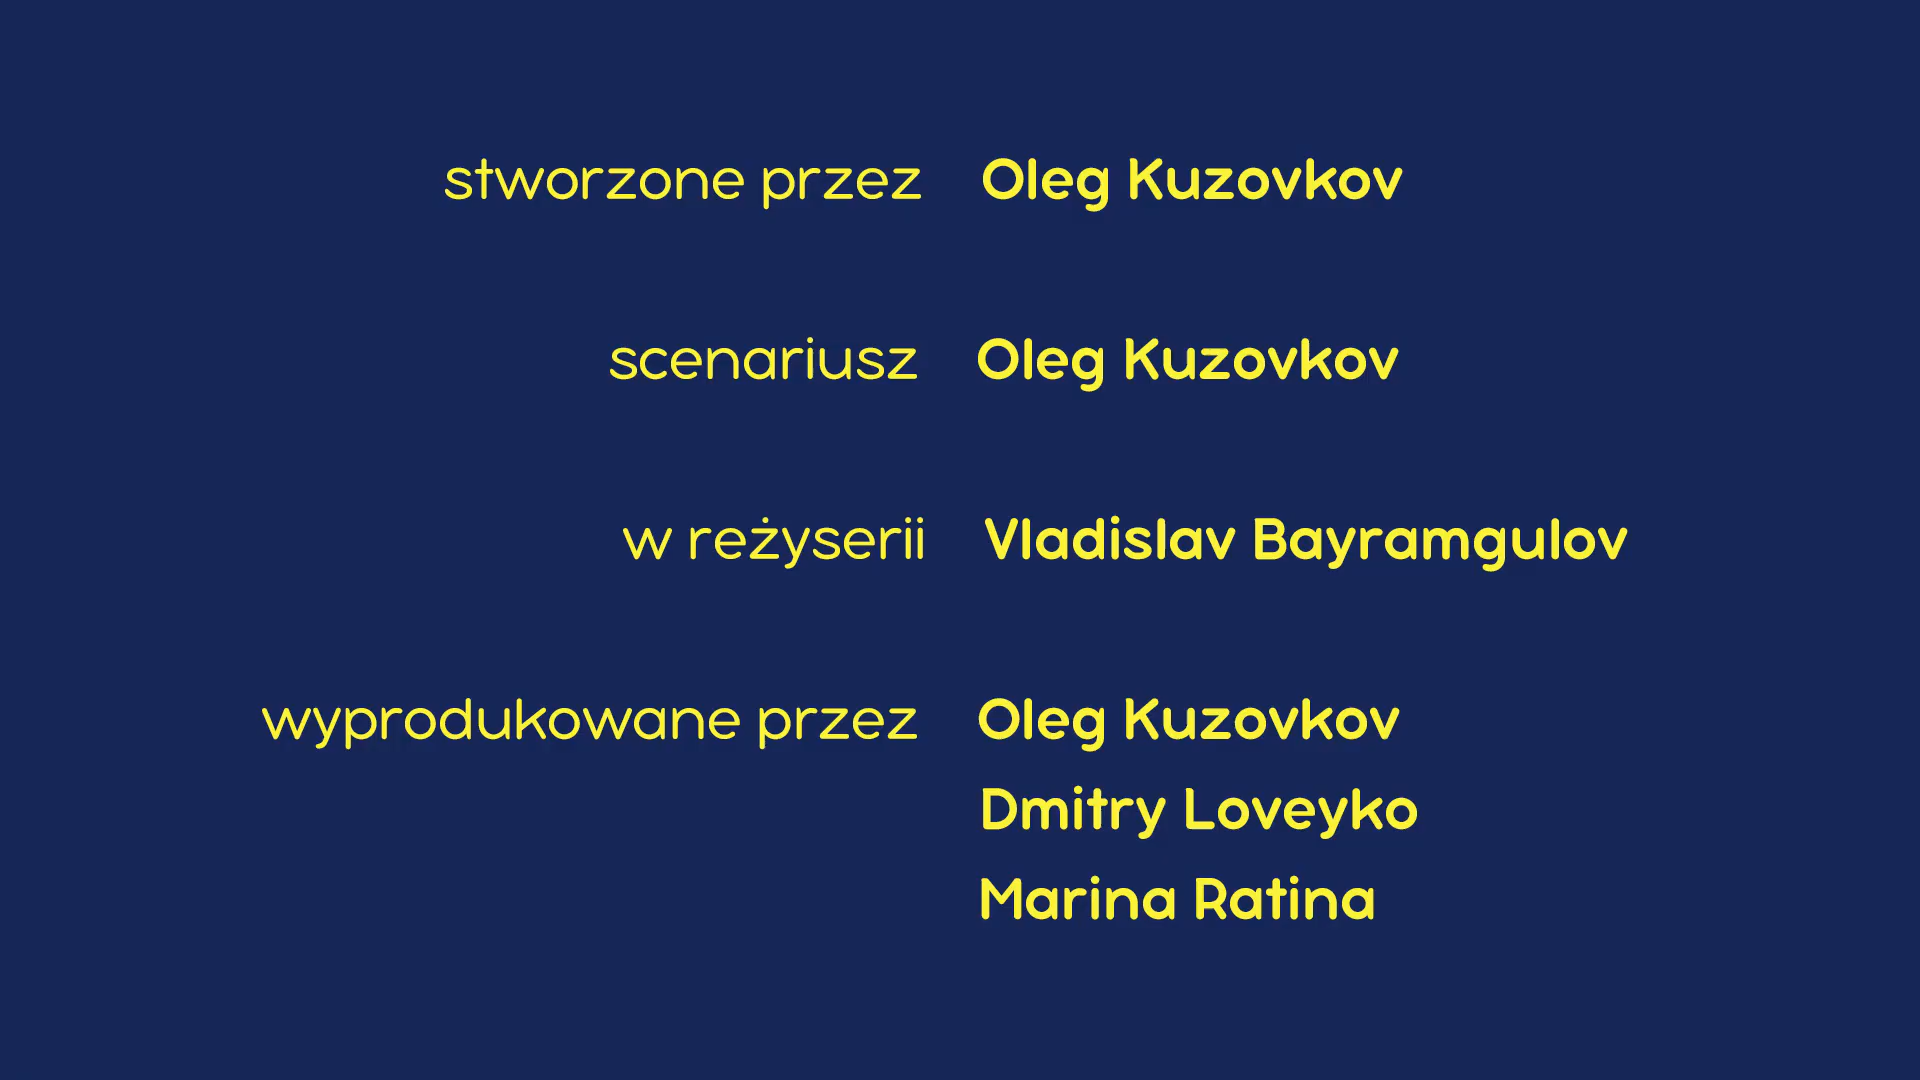 stworzone przez Oleg Kuzovkov
scenariusz Oleg Kuzovkov
w reżyserii Vladislav Bayramgulov
wyprodukowane przez Oleg Kuzovkov
Dmitry Loveyko
Marina Ratina